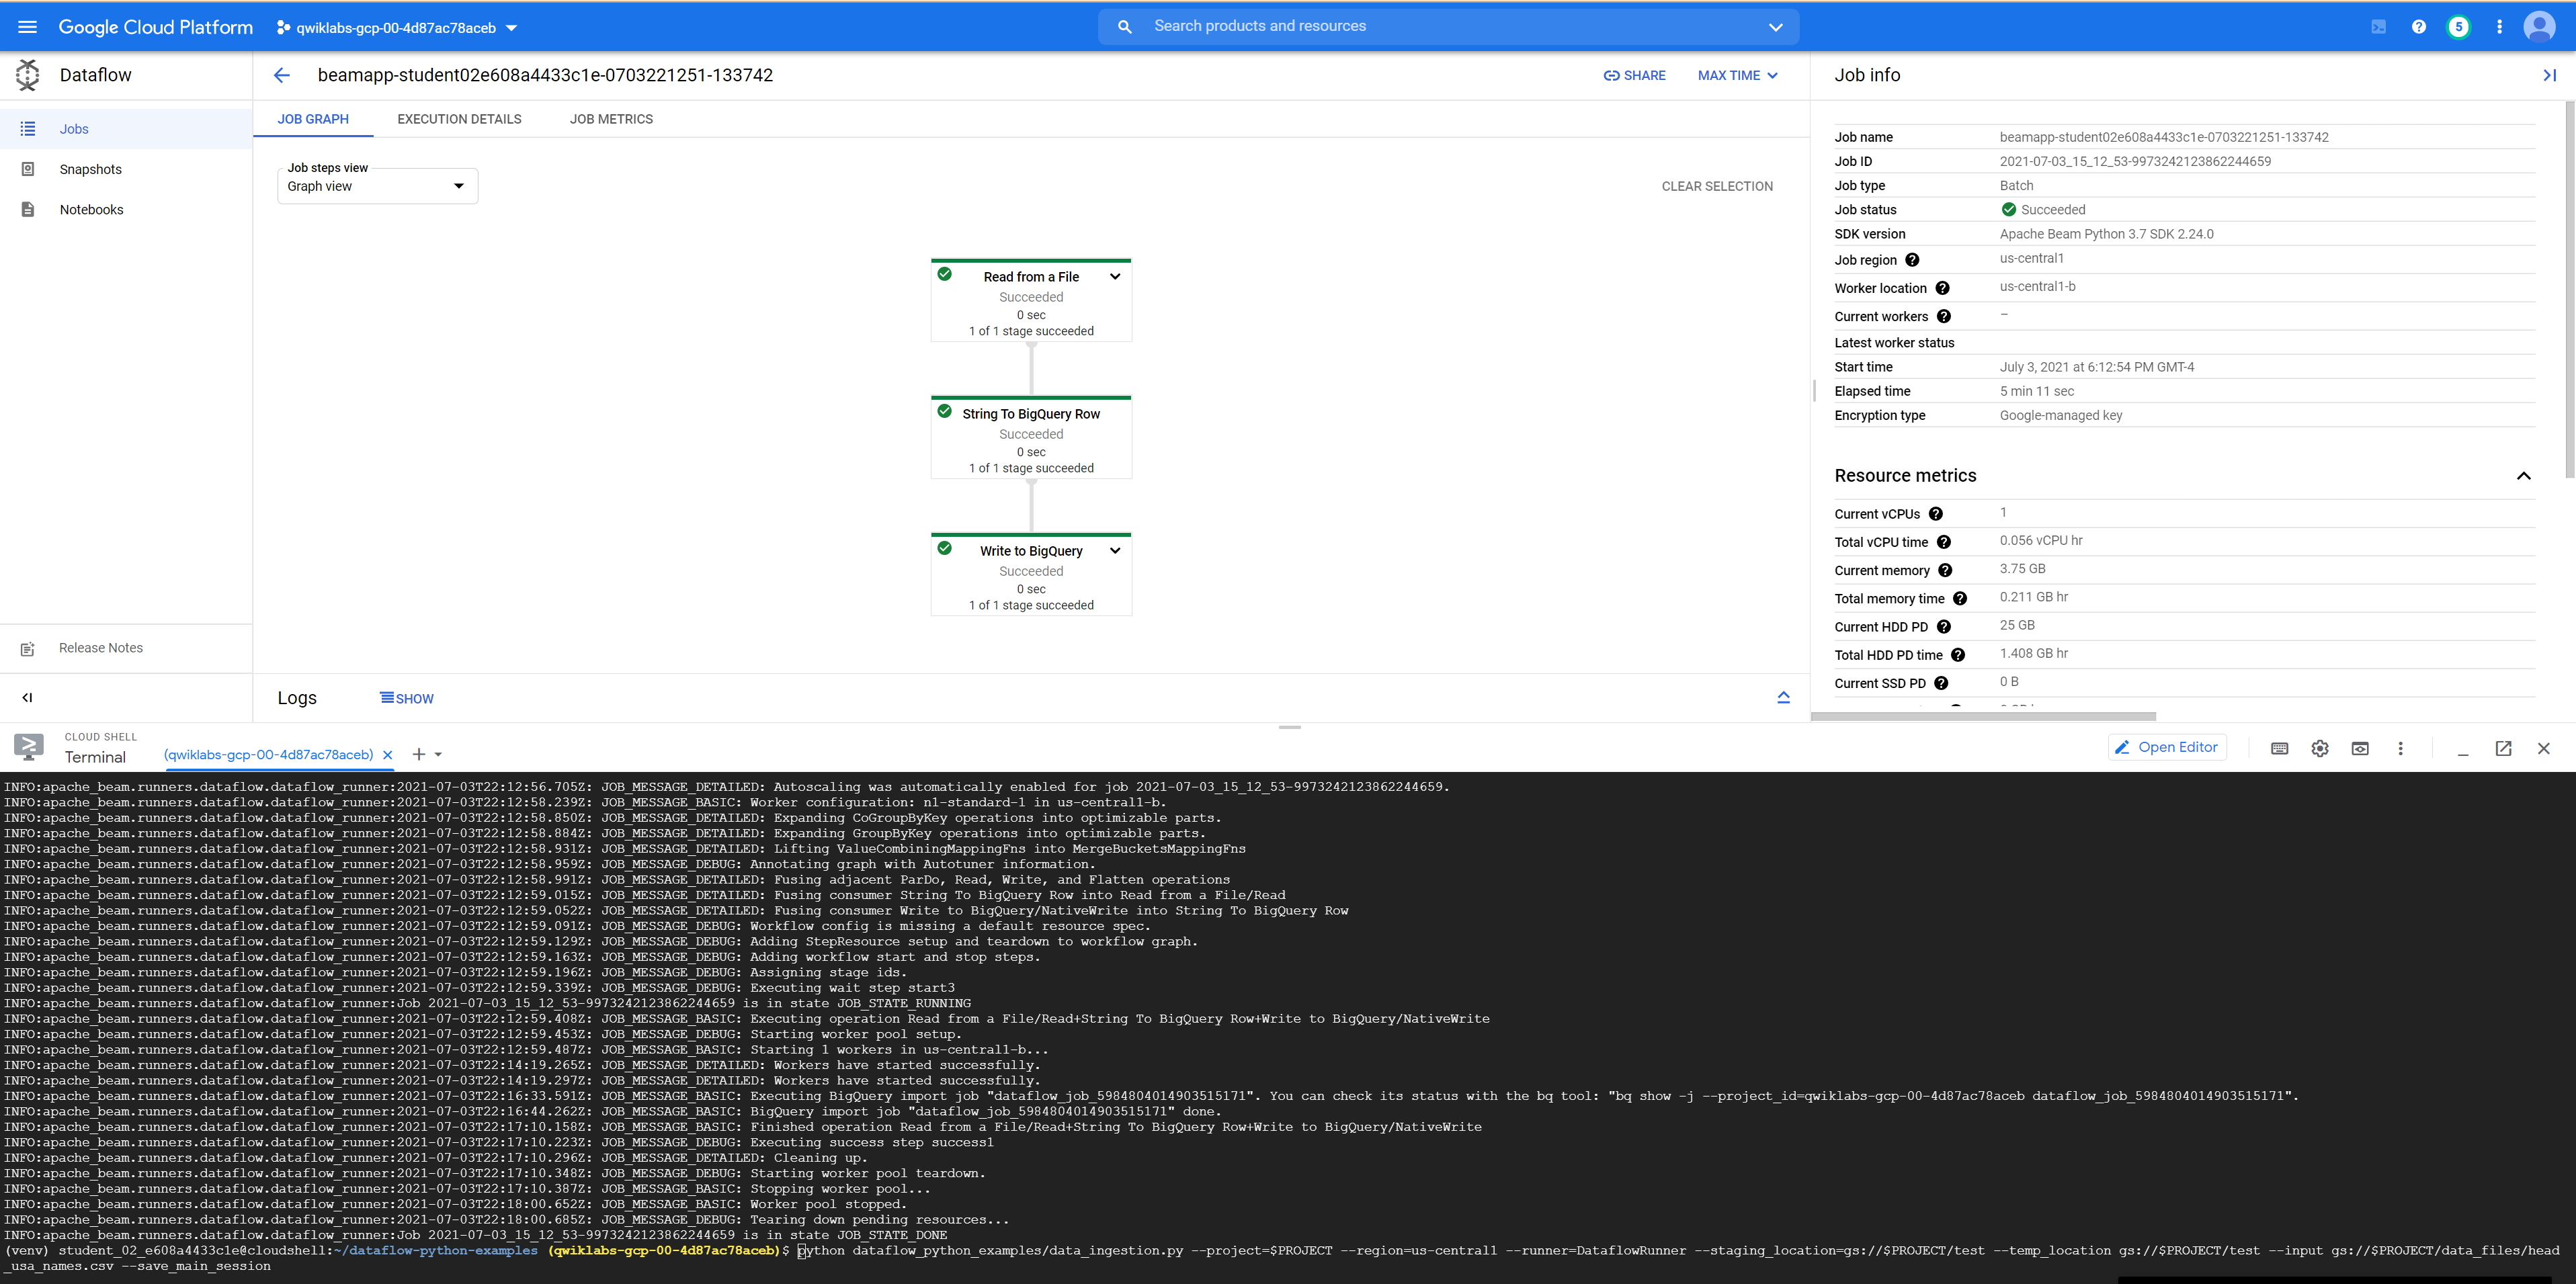 Google Cloud Platform
qwiklabs-gcp-00-4d87ac78aceb
Search products and resources
5
Dataflow
Jobs
Snapshots
Notebooks
Release Notes
beamapp-student02e608a4433c1e-0703221251-133742
SHARE
MAX TIME
JOB GRAPH
EXECUTION DETAILS
JOB METRICS
Job steps view
Graph view
CLEAR SELECTION
Read from a File
Succeeded
0 sec
1 of 1 stage succeeded
String To BigQuery Row
Succeeded
0 sec
1 of 1 stage succeeded
Write to BigQuery
Succeeded
0 sec
1 of 1 stage succeeded
Logs
SHOW
Job info
Job name beamapp-student02e608a4433c1e-0703221251-133742
Job ID 2021-07-03_15_12_53-9973242123862244659
Job type Batch
Job status Succeeded
SDK version Apache Beam Python 3.7 SDK 2.24.0
Job region us-central1
Worker location us-central1-b
Current workers –
Latest worker status
Start time July 3, 2021 at 6:12:54 PM GMT-4
Elapsed time 5 min 11 sec
Encryption type Google-managed key
Resource metrics
Current vCPUs 1
Total vCPU time 0.056 vCPU hr
Current memory 3.75 GB
Total memory time 0.211 GB hr
Current HDD PD 25 GB
Total HDD PD time 1.408 GB hr
Current SSD PD 0 B
CLOUD SHELL
Terminal
(qwiklabs-gcp-00-4d87ac78aceb)
Open Editor
INFO:apache_beam.runners.dataflow.dataflow_runner:2021-07-03T22:12:56.705Z: JOB_MESSAGE_DETAILED: Autoscaling was automatically enabled for job 2021-07-03_15_12_53-9973242123862244659.
INFO:apache_beam.runners.dataflow.dataflow_runner:2021-07-03T22:12:58.239Z: JOB_MESSAGE_BASIC: Worker configuration: n1-standard-1 in us-central1-b.
INFO:apache_beam.runners.dataflow.dataflow_runner:2021-07-03T22:12:58.850Z: JOB_MESSAGE_DETAILED: Expanding CoGroupByKey operations into optimizable parts.
INFO:apache_beam.runners.dataflow.dataflow_runner:2021-07-03T22:12:58.884Z: JOB_MESSAGE_DETAILED: Expanding GroupByKey operations into optimizable parts.
INFO:apache_beam.runners.dataflow.dataflow_runner:2021-07-03T22:12:58.931Z: JOB_MESSAGE_DETAILED: Lifting ValueCombiningMappingFns into MergeBucketsMappingFns
INFO:apache_beam.runners.dataflow.dataflow_runner:2021-07-03T22:12:58.959Z: JOB_MESSAGE_DEBUG: Annotating graph with Autotuner information.
INFO:apache_beam.runners.dataflow.dataflow_runner:2021-07-03T22:12:58.991Z: JOB_MESSAGE_DETAILED: Fusing adjacent ParDo, Read, Write, and Flatten operations
INFO:apache_beam.runners.dataflow.dataflow_runner:2021-07-03T22:12:59.015Z: JOB_MESSAGE_DETAILED: Fusing consumer String To BigQuery Row into Read from a File/Read
INFO:apache_beam.runners.dataflow.dataflow_runner:2021-07-03T22:12:59.052Z: JOB_MESSAGE_DETAILED: Fusing consumer Write to BigQuery/NativeWrite into String To BigQuery Row
INFO:apache_beam.runners.dataflow.dataflow_runner:2021-07-03T22:12:59.091Z: JOB_MESSAGE_DEBUG: Workflow config is missing a default resource spec.
INFO:apache_beam.runners.dataflow.dataflow_runner:2021-07-03T22:12:59.129Z: JOB_MESSAGE_DEBUG: Adding StepResource setup and teardown to workflow graph.
INFO:apache_beam.runners.dataflow.dataflow_runner:2021-07-03T22:12:59.163Z: JOB_MESSAGE_DEBUG: Adding workflow start and stop steps.
INFO:apache_beam.runners.dataflow.dataflow_runner:2021-07-03T22:12:59.196Z: JOB_MESSAGE_DEBUG: Assigning stage ids.
INFO:apache_beam.runners.dataflow.dataflow_runner:2021-07-03T22:12:59.339Z: JOB_MESSAGE_DEBUG: Executing wait step start3
INFO:apache_beam.runners.dataflow.dataflow_runner:Job 2021-07-03_15_12_53-9973242123862244659 is in state JOB_STATE_RUNNING
INFO:apache_beam.runners.dataflow.dataflow_runner:2021-07-03T22:12:59.408Z: JOB_MESSAGE_BASIC: Executing operation Read from a File/Read+String To BigQuery Row+Write to BigQuery/NativeWrite
INFO:apache_beam.runners.dataflow.dataflow_runner:2021-07-03T22:12:59.453Z: JOB_MESSAGE_DEBUG: Starting worker pool setup.
INFO:apache_beam.runners.dataflow.dataflow_runner:2021-07-03T22:12:59.487Z: JOB_MESSAGE_BASIC: Starting 1 workers in us-central1-b...
INFO:apache_beam.runners.dataflow.dataflow_runner:2021-07-03T22:14:19.265Z: JOB_MESSAGE_DETAILED: Workers have started successfully.
INFO:apache_beam.runners.dataflow.dataflow_runner:2021-07-03T22:14:19.297Z: JOB_MESSAGE_DETAILED: Workers have started successfully.
INFO:apache_beam.runners.dataflow.dataflow_runner:2021-07-03T22:16:33.591Z: JOB_MESSAGE_BASIC: Executing BigQuery import job "dataflow_job_5984804014903515171". You can check its status with the bq tool: "bq show -j --project_id=qwiklabs-gcp-00-4d87ac78aceb dataflow_job_5984804014903515171".
INFO:apache_beam.runners.dataflow.dataflow_runner:2021-07-03T22:16:44.262Z: JOB_MESSAGE_BASIC: BigQuery import job "dataflow_job_5984804014903515171" done.
INFO:apache_beam.runners.dataflow.dataflow_runner:2021-07-03T22:17:10.158Z: JOB_MESSAGE_BASIC: Finished operation Read from a File/Read+String To BigQuery Row+Write to BigQuery/NativeWrite
INFO:apache_beam.runners.dataflow.dataflow_runner:2021-07-03T22:17:10.223Z: JOB_MESSAGE_DEBUG: Executing success step success1
INFO:apache_beam.runners.dataflow.dataflow_runner:2021-07-03T22:17:10.296Z: JOB_MESSAGE_DETAILED: Cleaning up.
INFO:apache_beam.runners.dataflow.dataflow_runner:2021-07-03T22:17:10.348Z: JOB_MESSAGE_DEBUG: Starting worker pool teardown.
INFO:apache_beam.runners.dataflow.dataflow_runner:2021-07-03T22:17:10.387Z: JOB_MESSAGE_BASIC: Stopping worker pool...
INFO:apache_beam.runners.dataflow.dataflow_runner:2021-07-03T22:18:00.652Z: JOB_MESSAGE_BASIC: Worker pool stopped.
INFO:apache_beam.runners.dataflow.dataflow_runner:2021-07-03T22:18:00.685Z: JOB_MESSAGE_DEBUG: Tearing down pending resources...
INFO:apache_beam.runners.dataflow.dataflow_runner:Job 2021-07-03_15_12_53-9973242123862244659 is in state JOB_STATE_DONE
(venv) student_02_e608a4433c1e@cloudshell:~/dataflow-python-examples (qwiklabs-gcp-00-4d87ac78aceb)$ python dataflow_python_examples/data_ingestion.py --project=$PROJECT --region=us-central1 --runner=DataflowRunner --staging_location=gs://$PROJECT/test --temp_location gs://$PROJECT/test --input gs://$PROJECT/data_files/head
_usa_names.csv --save_main_session